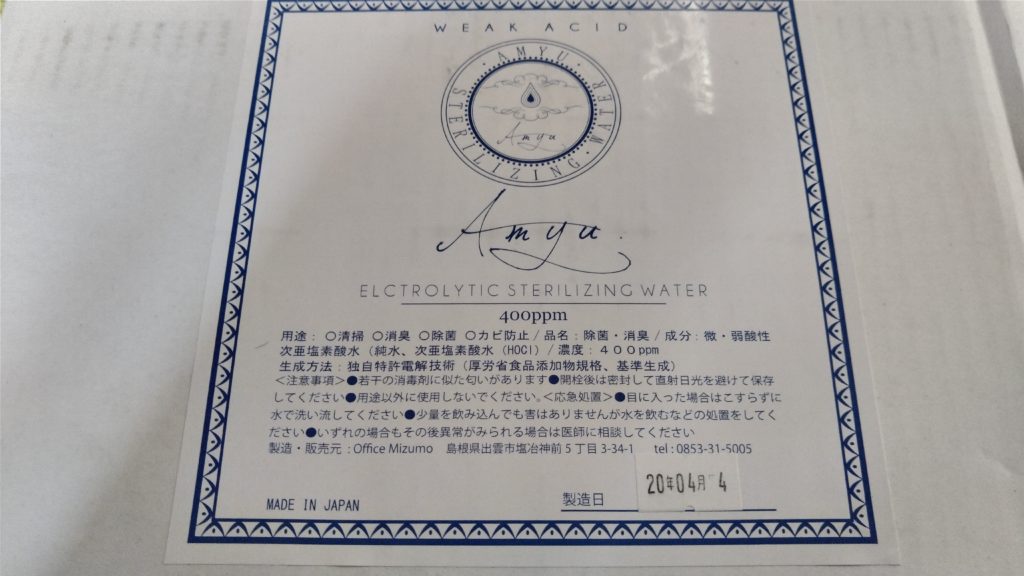 WEAK ACID
AMYU
STERILIZING WATER
Amyu
Amyu.
ELCTROLYTIC STERILIZING WATER
400ppm
用途：○清掃 ○消臭 ○除菌 ○カビ防止 / 品名：除菌・消臭 / 成分：微・弱酸性
次亜塩素酸水（純水、次亜塩素酸水（HOCl）/ 濃度：４００ppm
生成方法：独自特許電解技術（厚労省食品添加物規格、基準生成）
＜注意事項＞●若干の消毒剤に似た匂いがあります●開栓後は密封して直射日光を避けて保存
してください●用途以外に使用しないでください。＜応急処置＞●目に入った場合はこすらずに
水で洗い流してください●少量を飲み込んでも害はありませんが水を飲むなどの処置をしてく
ださい●いずれの場合もその後異常がみられる場合は医師に相談してください
製造・販売元：Office Mizumo 島根県出雲市塩冶神前５丁目3-34-1 tel : 0853-31-5005
MADE IN JAPAN 製造日 20年04月 4